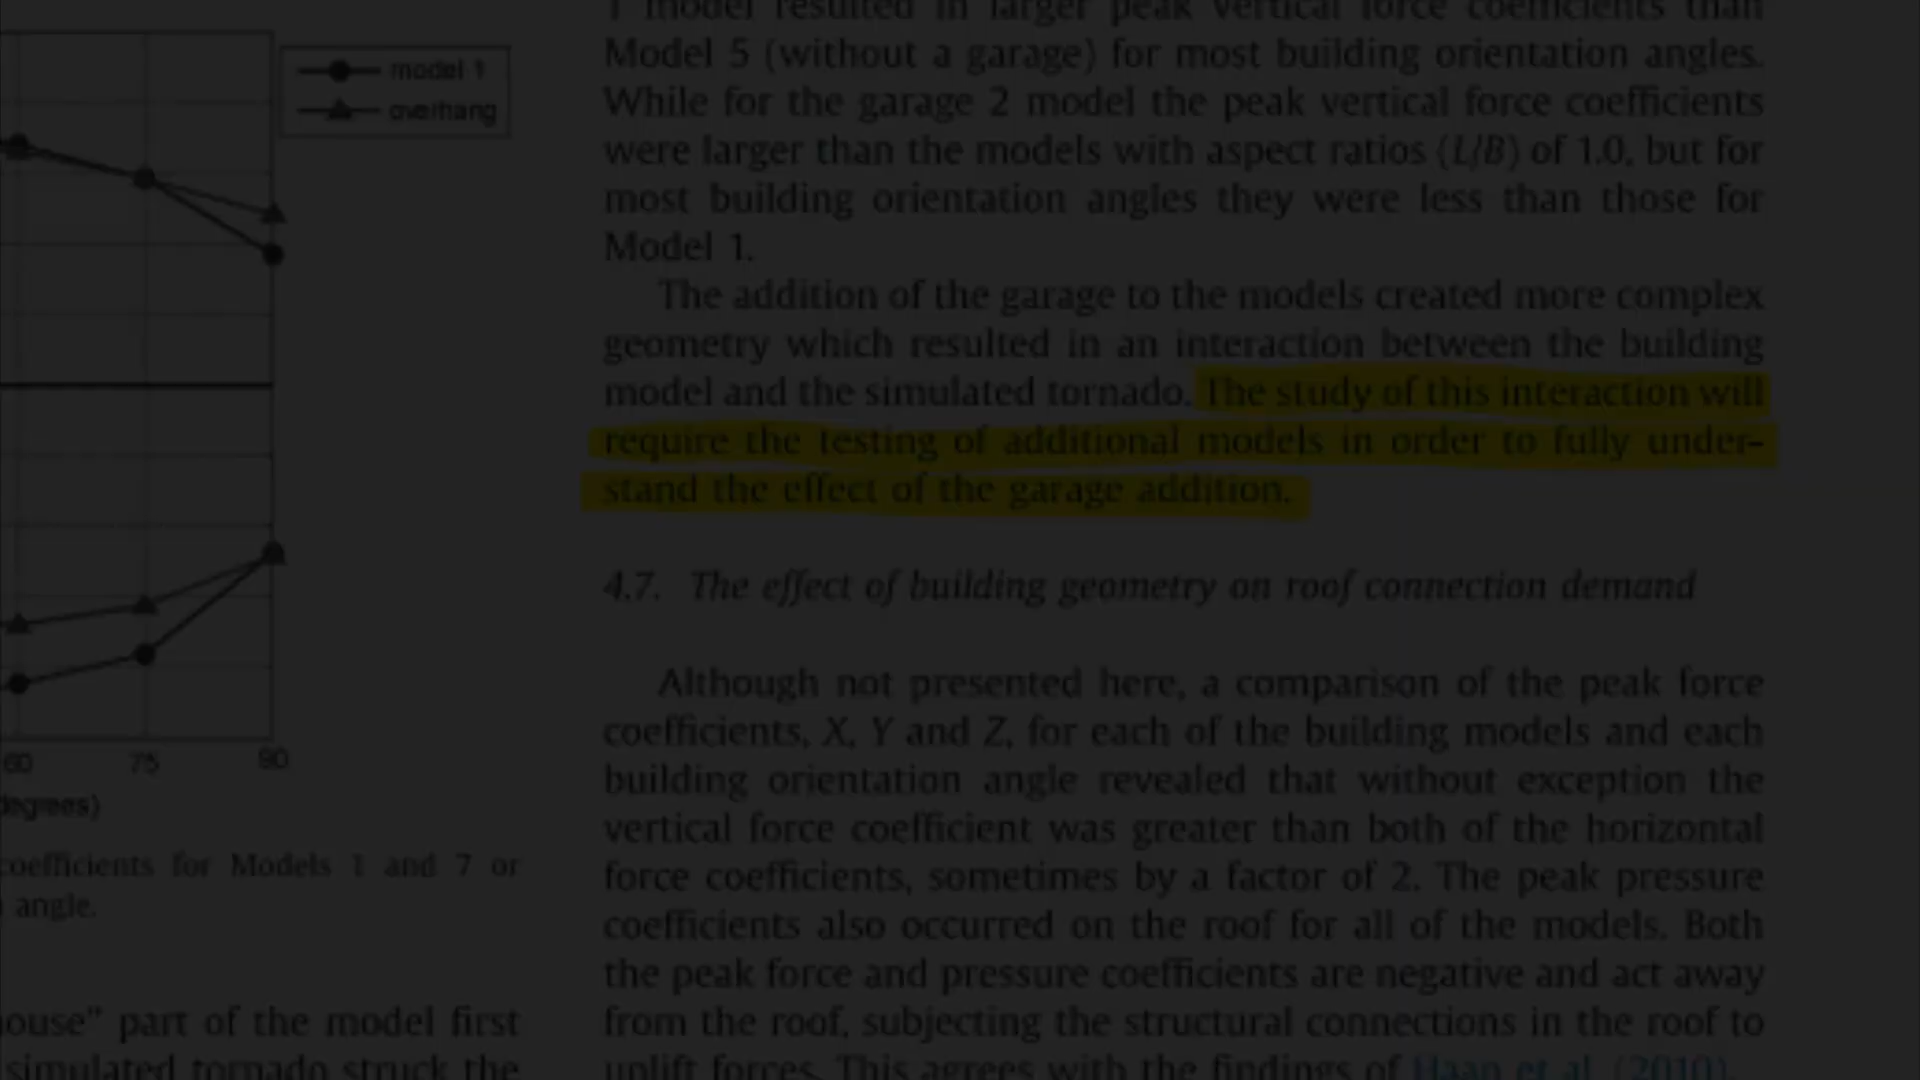 model 1
overhang
60 75 90
degrees)
coefficients for Models 1 and 7 or
angle.
ouse" part of the model first
simulated tornado struck the
1 model resulted in larger peak vertical force coefficients than
Model 5 (without a garage) for most building orientation angles.
While for the garage 2 model the peak vertical force coefficients
were larger than the models with aspect ratios (L/B) of 1.0, but for
most building orientation angles they were less than those for
Model 1.
The addition of the garage to the models created more complex
geometry which resulted in an interaction between the building
model and the simulated tornado. The study of this interaction will
require the testing of additional models in order to fully under-
stand the effect of the garage addition.
4.7. The effect of building geometry on roof connection demand
Although not presented here, a comparison of the peak force
coefficients, X, Y and Z, for each of the building models and each
building orientation angle revealed that without exception the
vertical force coefficient was greater than both of the horizontal
force coefficients, sometimes by a factor of 2. The peak pressure
coefficients also occurred on the roof for all of the models. Both
the peak force and pressure coefficients are negative and act away
from the roof, subjecting the structural connections in the roof to
uplift forces. This agrees with the findings of Haan et al. (2010).